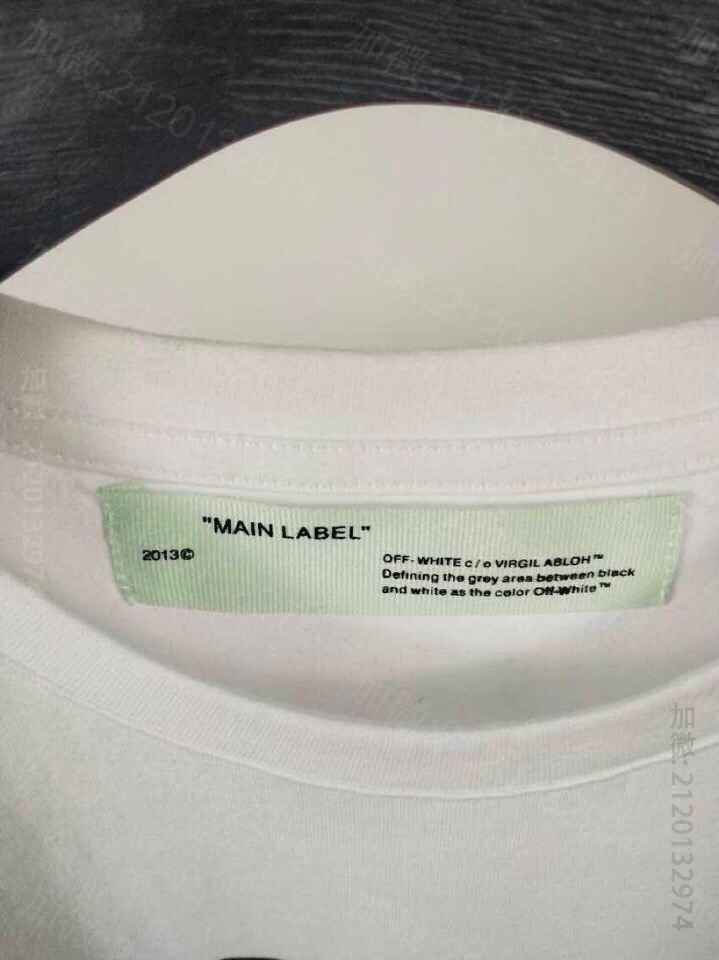 "MAIN LABEL"
2013©
OFF-WHITE c/o VIRGIL ABLOH™
Defining the grey area between black
and white as the color Off-White™
加微:2120132974